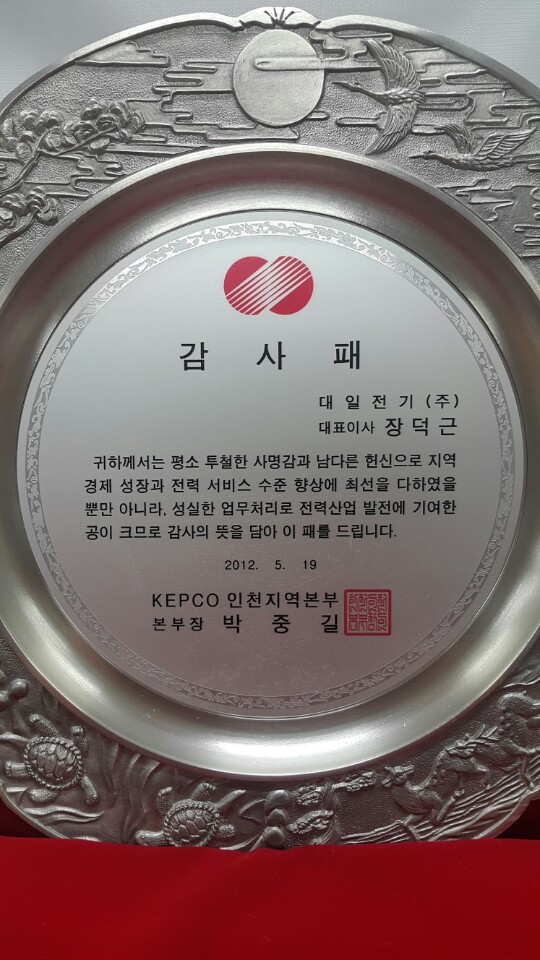 감 사 패
대 일 전 기 (주)
대표이사 장 덕 근
귀하께서는 평소 투철한 사명감과 남다른 헌신으로 지역
경제 성장과 전력 서비스 수준 향상에 최선을 다하였을
뿐만 아니라, 성실한 업무처리로 전력산업 발전에 기여한
공이 크므로 감사의 뜻을 담아 이 패를 드립니다.
2012. 5. 19
KEPCO 인천지역본부
본부장 박 중 길